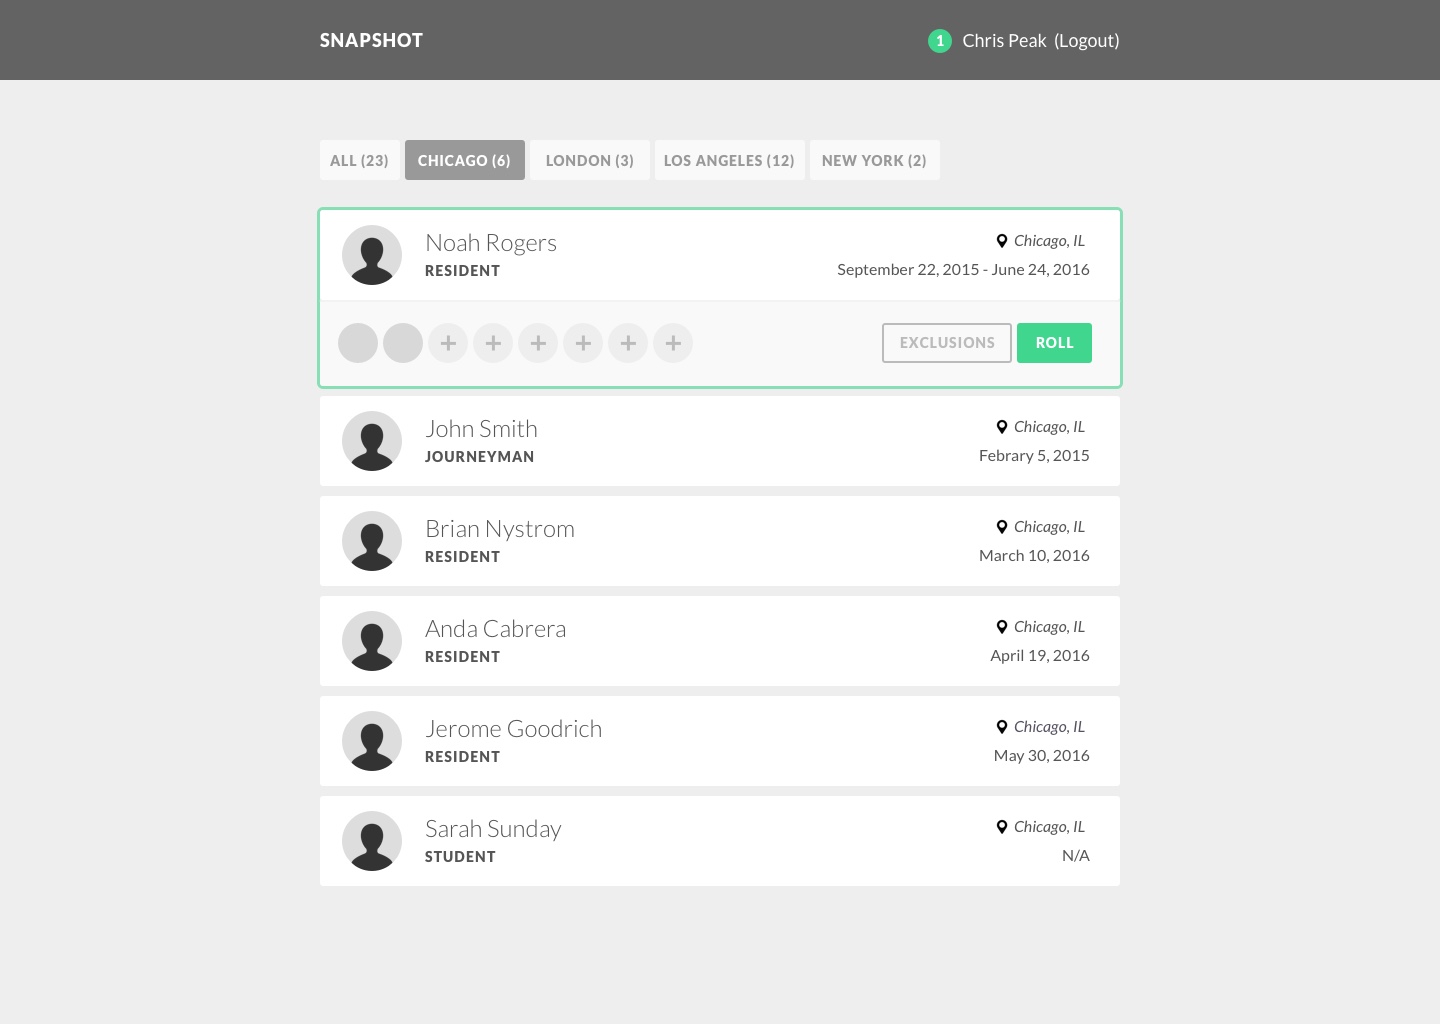 SNAPSHOT
1 Chris Peak (Logout)
ALL (23) CHICAGO (6) LONDON (3) LOS ANGELES (12) NEW YORK (2)
Noah Rogers
RESIDENT
Chicago, IL
September 22, 2015 - June 24, 2016
+ + + + + +
EXCLUSIONS ROLL
John Smith
JOURNEYMAN
Chicago, IL
Febrary 5, 2015
Brian Nystrom
RESIDENT
Chicago, IL
March 10, 2016
Anda Cabrera
RESIDENT
Chicago, IL
April 19, 2016
Jerome Goodrich
RESIDENT
Chicago, IL
May 30, 2016
Sarah Sunday
STUDENT
Chicago, IL
N/A